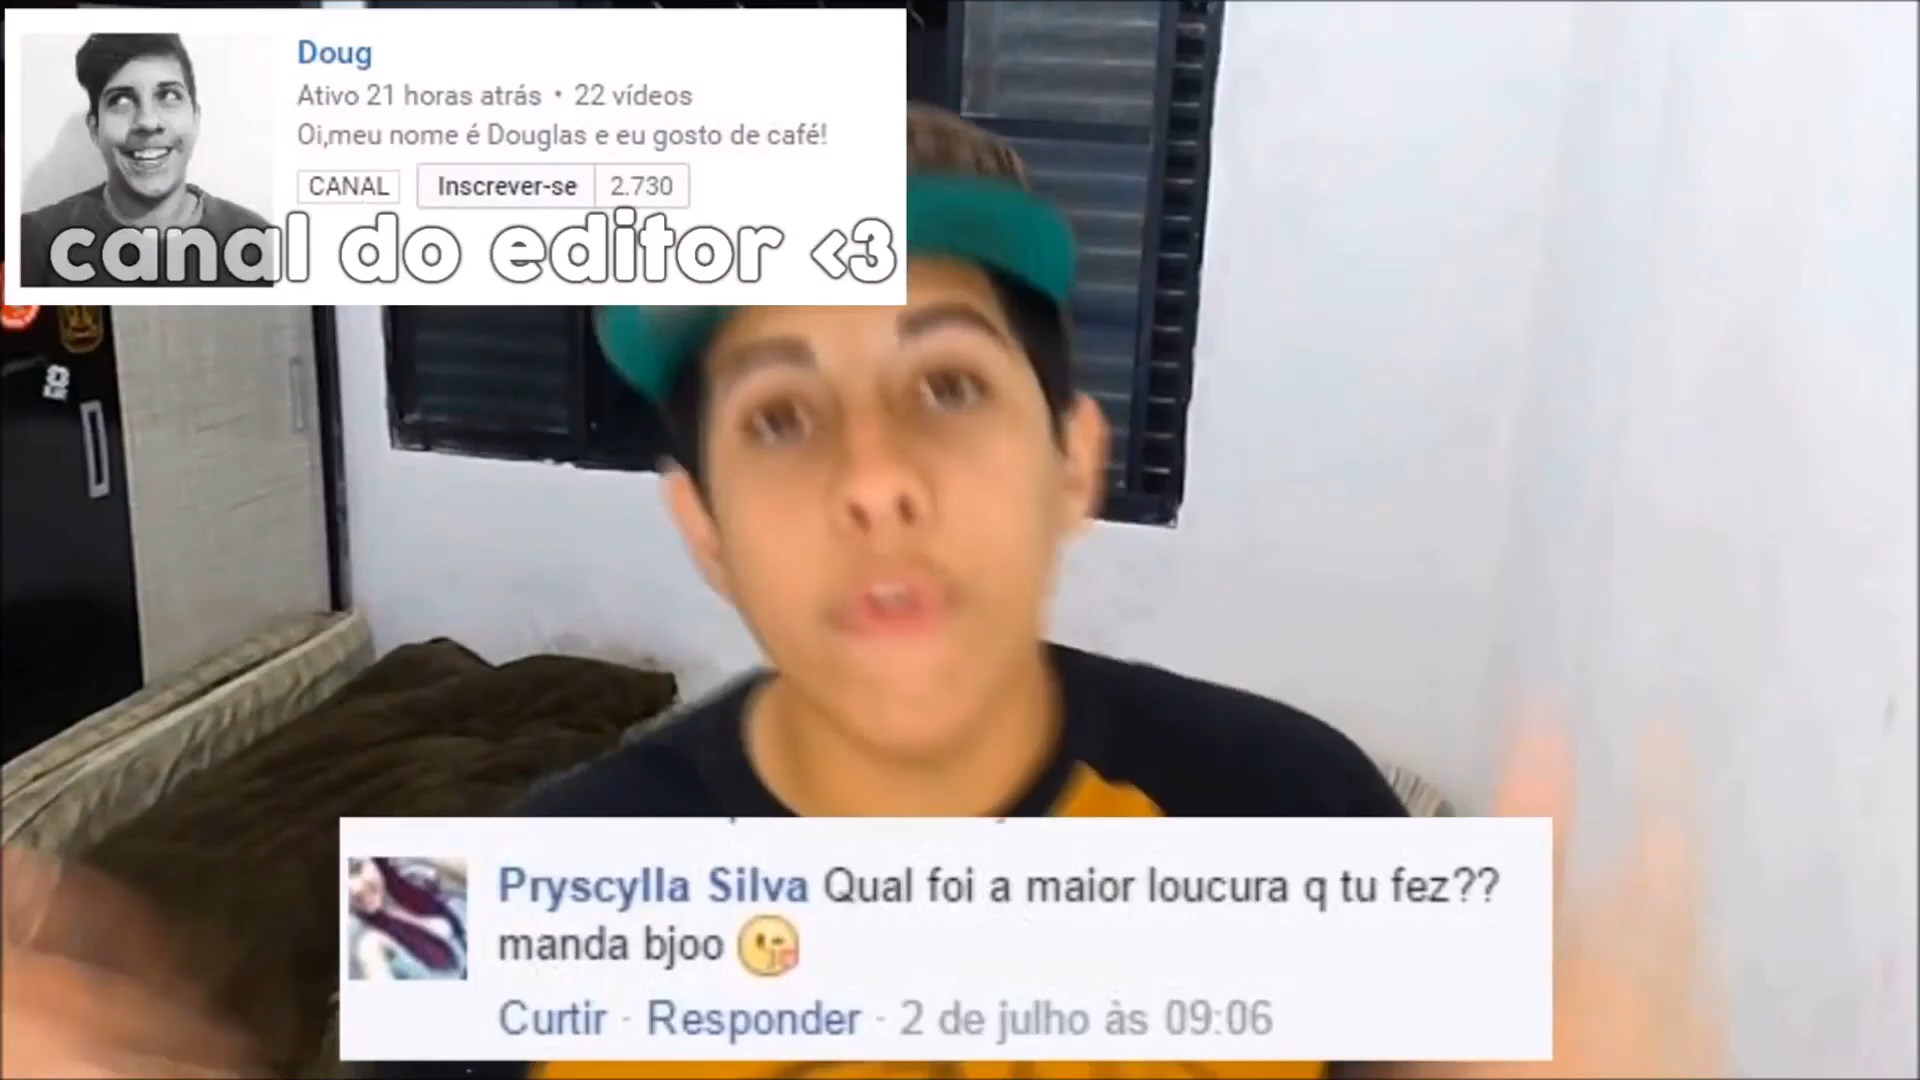 Doug
Ativo 21 horas atrás • 22 vídeos
Oi,meu nome é Douglas e eu gosto de café!
CANAL Inscrever-se 2.730
canal do editor <3
Pryscylla Silva Qual foi a maior loucura q tu fez??
manda bjoo 😘
Curtir · Responder · 2 de julho às 09:06